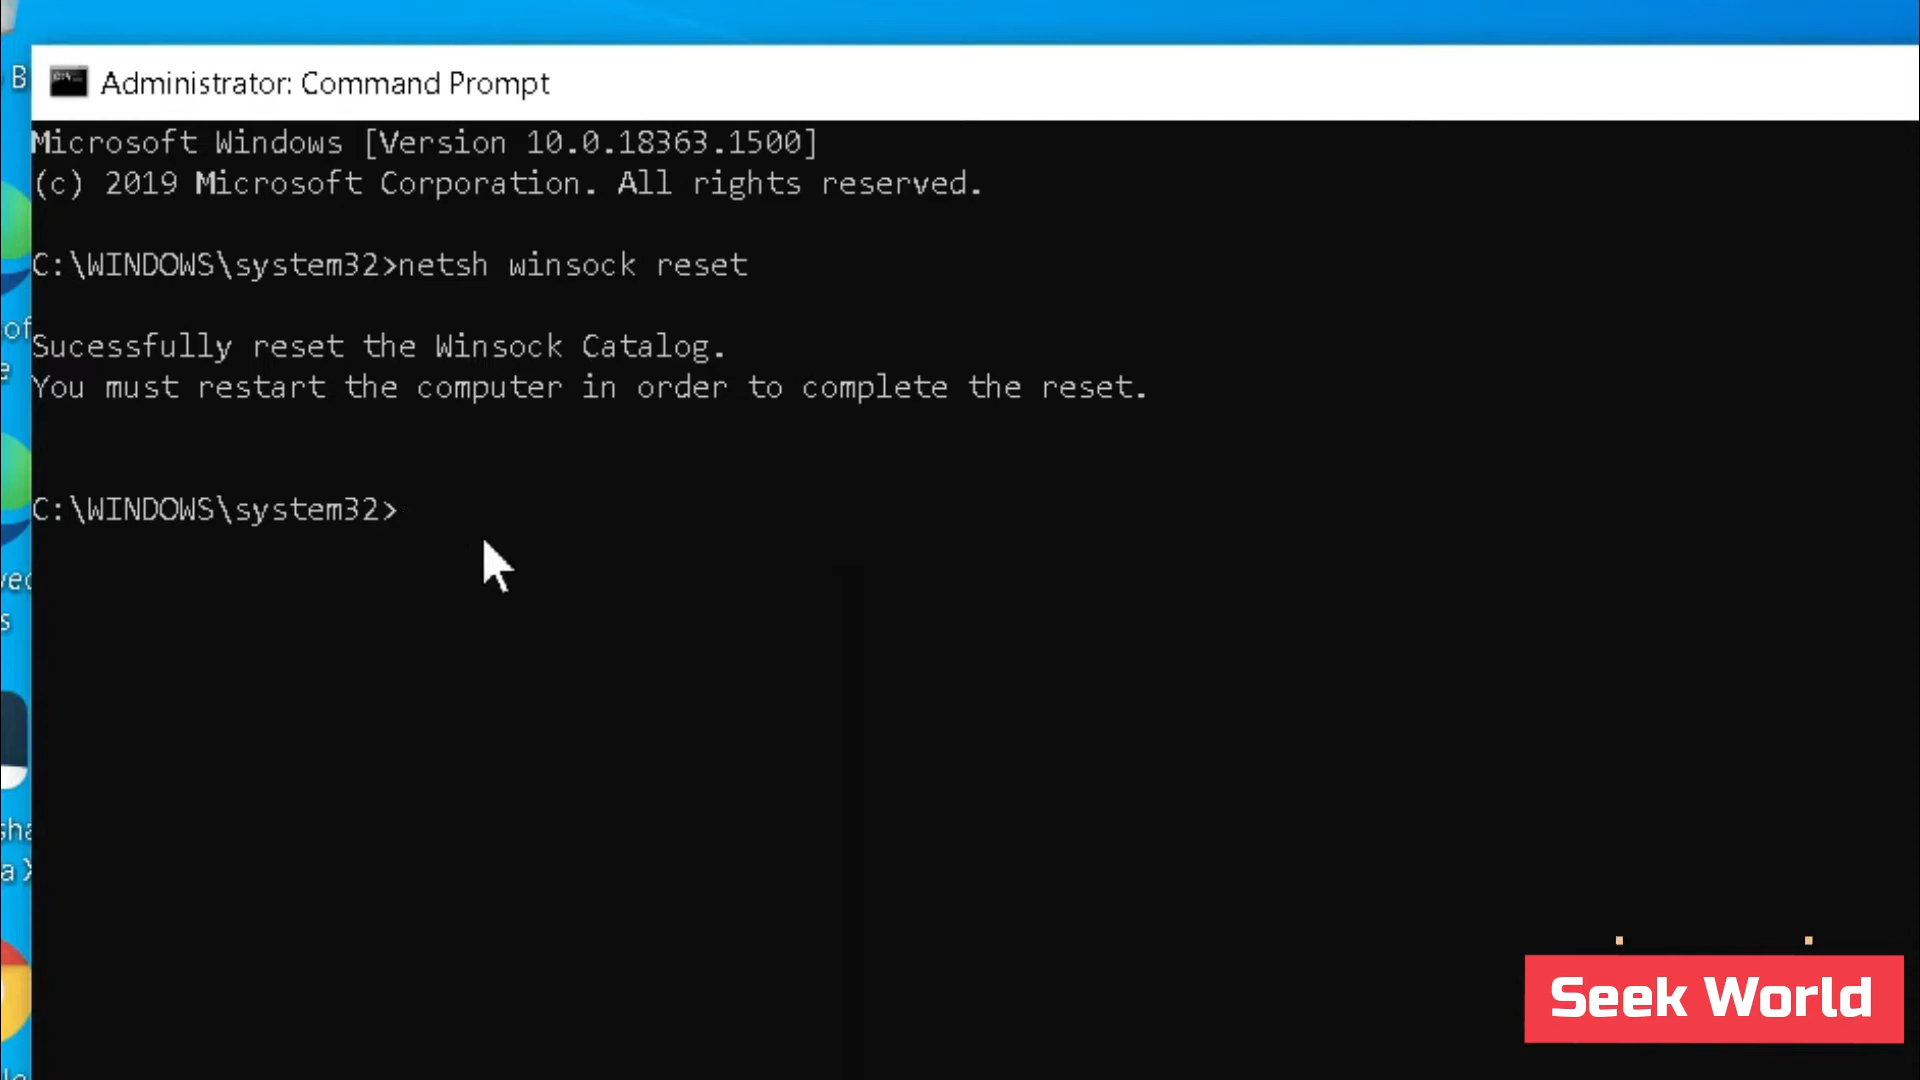 B
Administrator: Command Prompt
Microsoft Windows [Version 10.0.18363.1500]
(c) 2019 Microsoft Corporation. All rights reserved.
C:\WINDOWS\system32>netsh winsock reset
Sucessfully reset the Winsock Catalog.
You must restart the computer in order to complete the reset.
C:\WINDOWS\system32>
Seek World